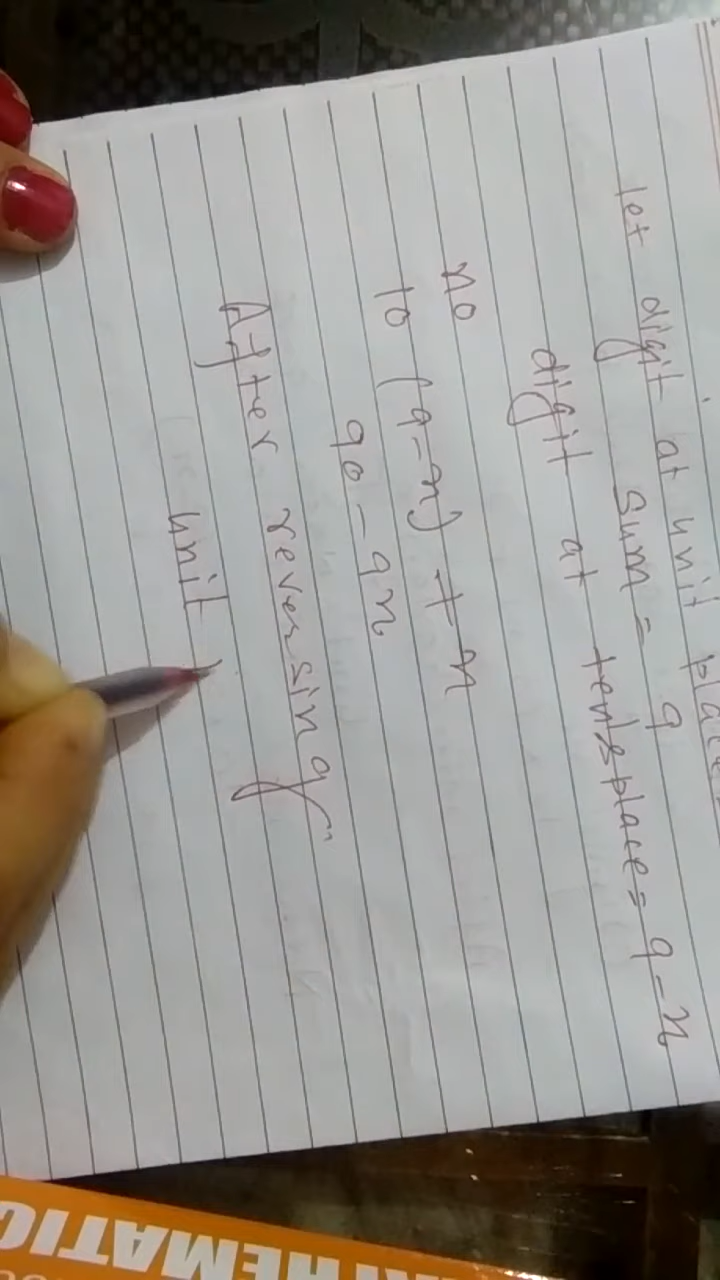 let digit at unit place
sum = 9
digit at tens place = 9 - x
no
10 (9 - x) + x
90 - 9x
After reversing
unit